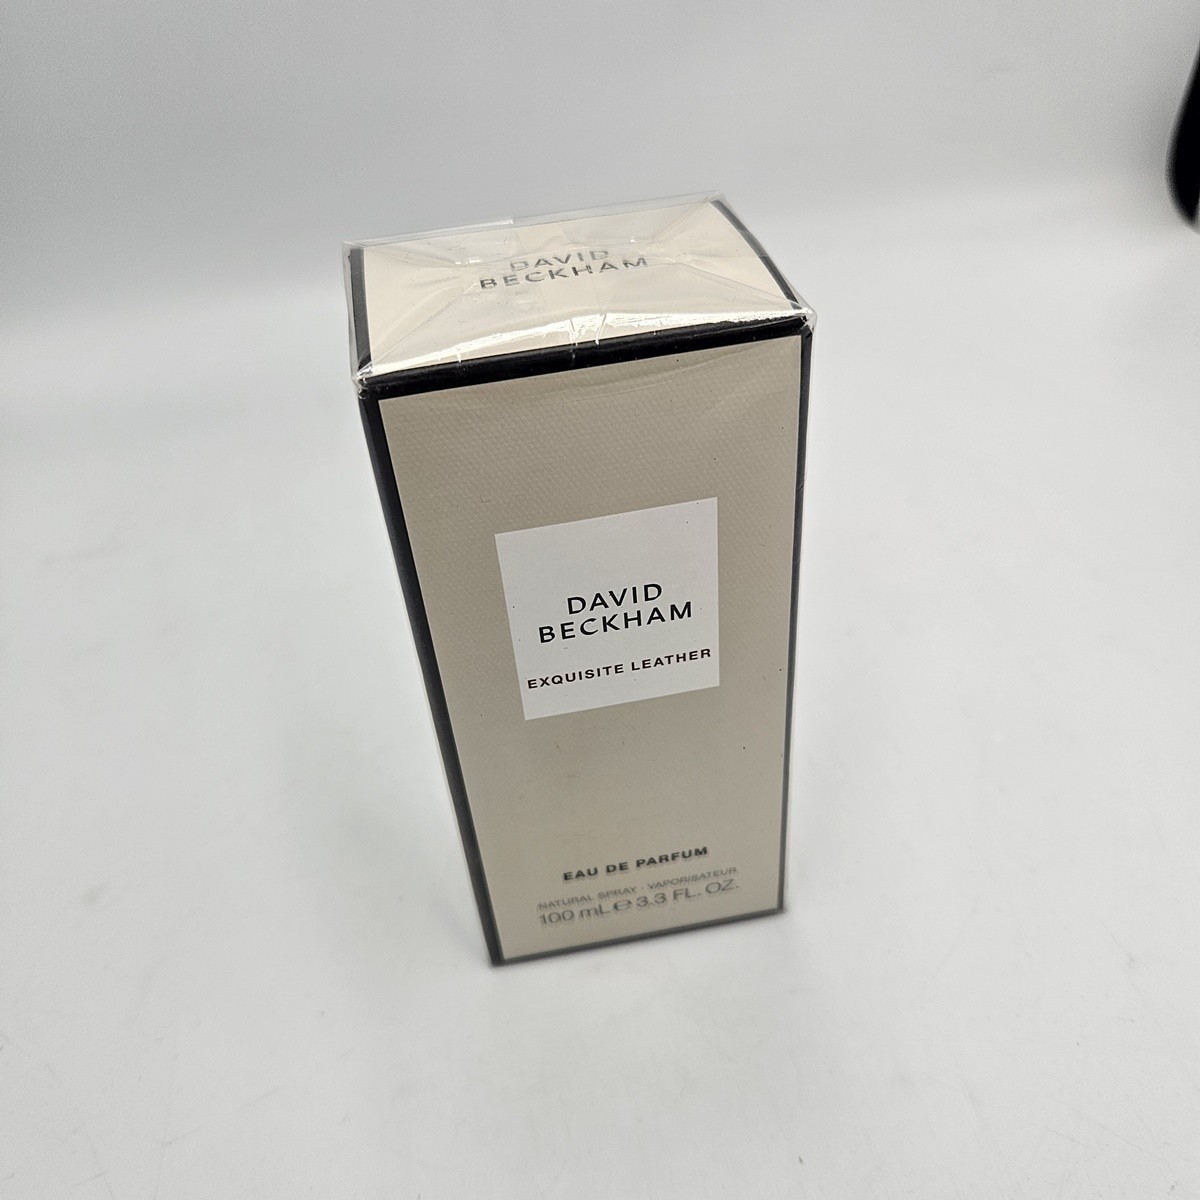 DAVID
BECKHAM
DAVID
BECKHAM
EXQUISITE LEATHER
EAU DE PARFUM
NATURAL SPRAY · VAPORISATEUR
100 mL ℮ 3.3 FL. OZ.